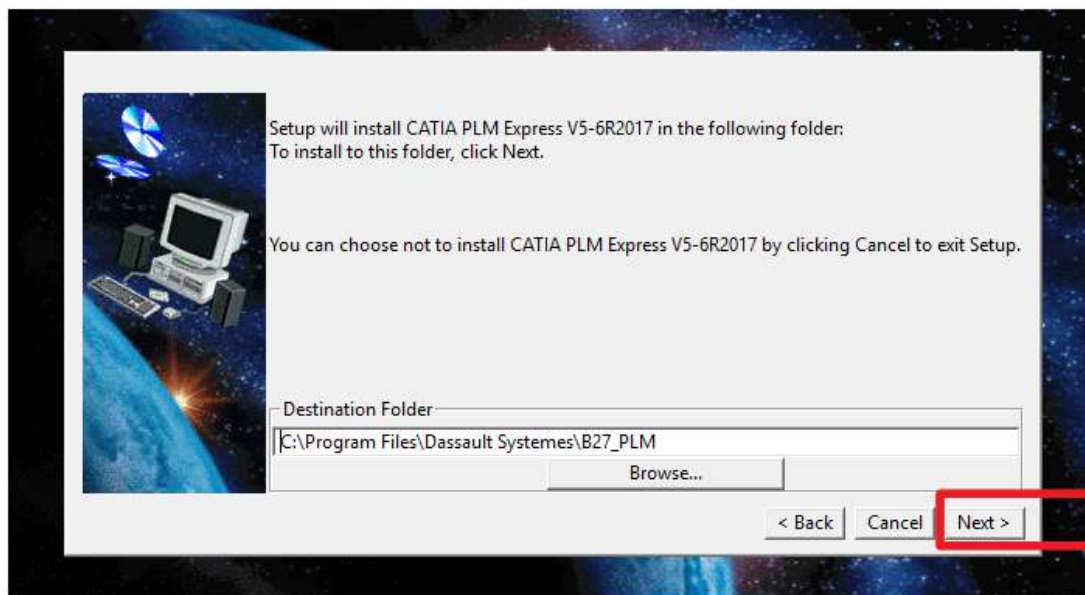 Setup will install CATIA PLM Express V5-6R2017 in the following folder:
To install to this folder, click Next.
You can choose not to install CATIA PLM Express V5-6R2017 by clicking Cancel to exit Setup.
Destination Folder
C:\Program Files\Dassault Systemes\B27_PLM
Browse...
< Back Cancel Next >